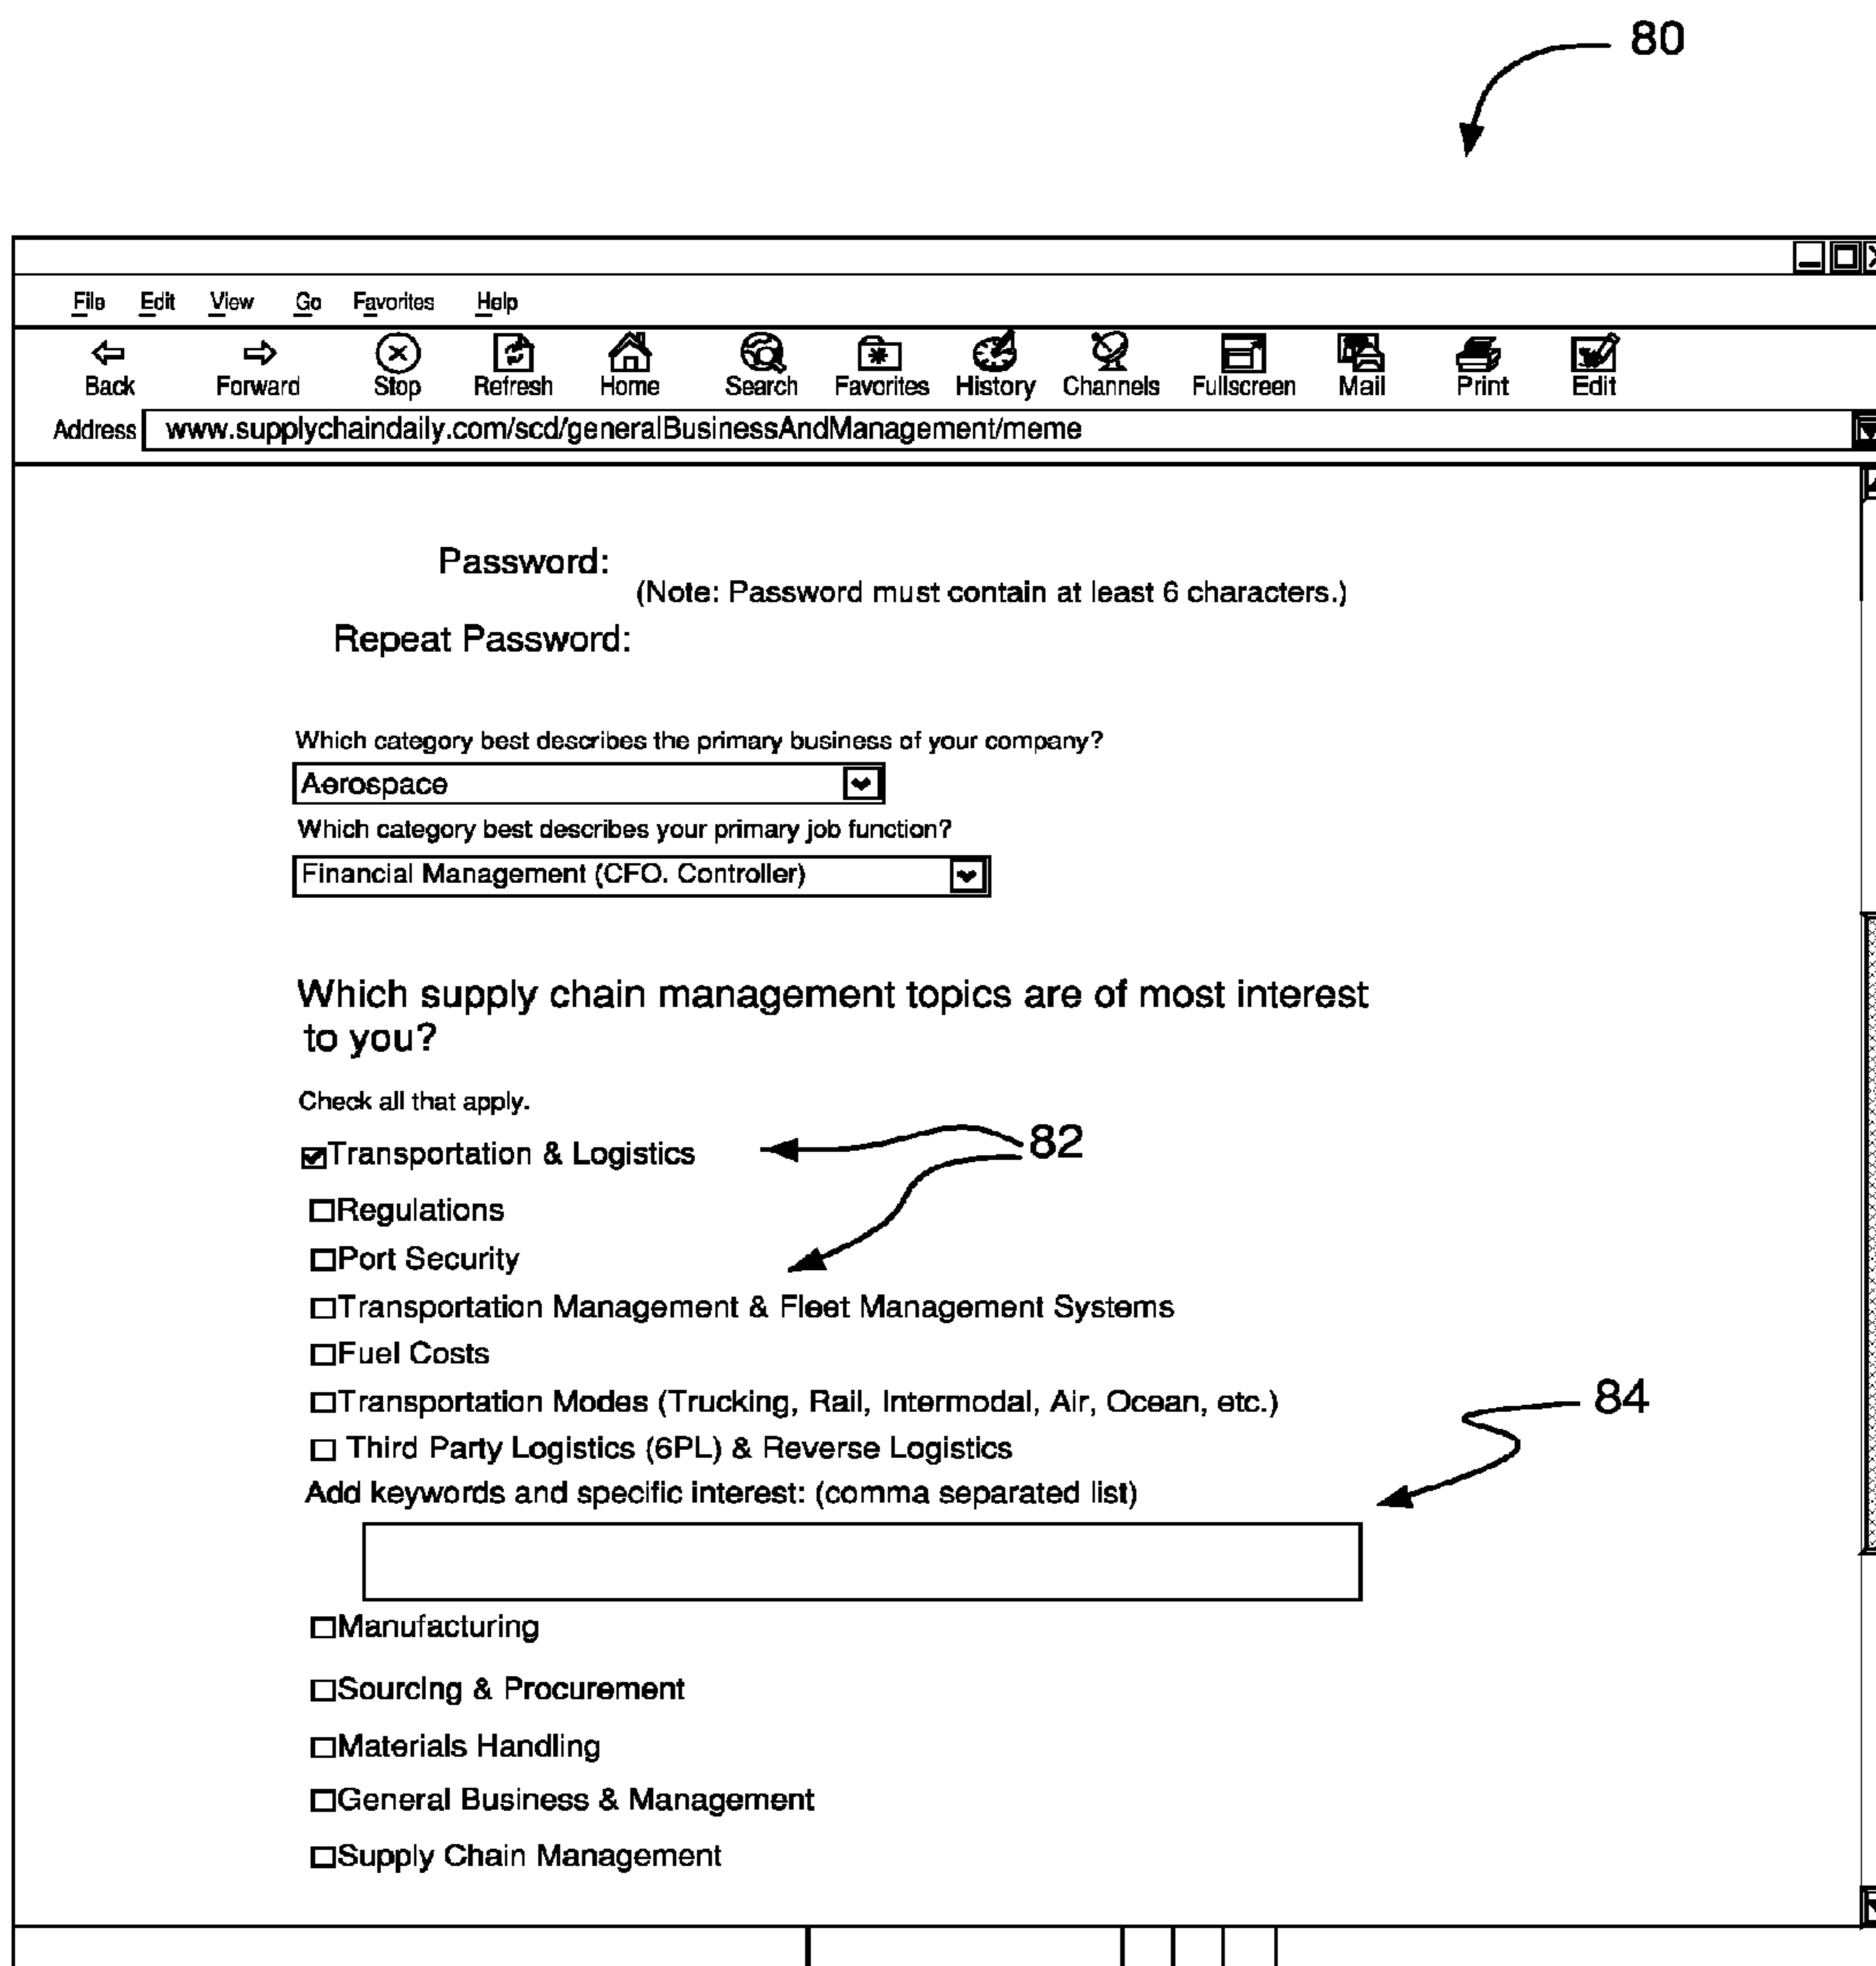 80
File Edit View Go Favorites Help
Back Forward Stop Refresh Home Search Favorites History Channels Fullscreen Mail Print Edit
Address www.supplychaindaily.com/scd/generalBusinessAndManagement/meme
Password:
(Note: Password must contain at least 6 characters.)
Repeat Password:
Which category best describes the primary business of your company?
Aerospace
Which category best describes your primary job function?
Financial Management (CFO. Controller)
Which supply chain management topics are of most interest
to you?
Check all that apply.
Transportation & Logistics 82
Regulations
Port Security
Transportation Management & Fleet Management Systems
Fuel Costs
Transportation Modes (Trucking, Rail, Intermodal, Air, Ocean, etc.) 84
Third Party Logistics (6PL) & Reverse Logistics
Add keywords and specific interest: (comma separated list)
Manufacturing
Sourcing & Procurement
Materials Handling
General Business & Management
Supply Chain Management